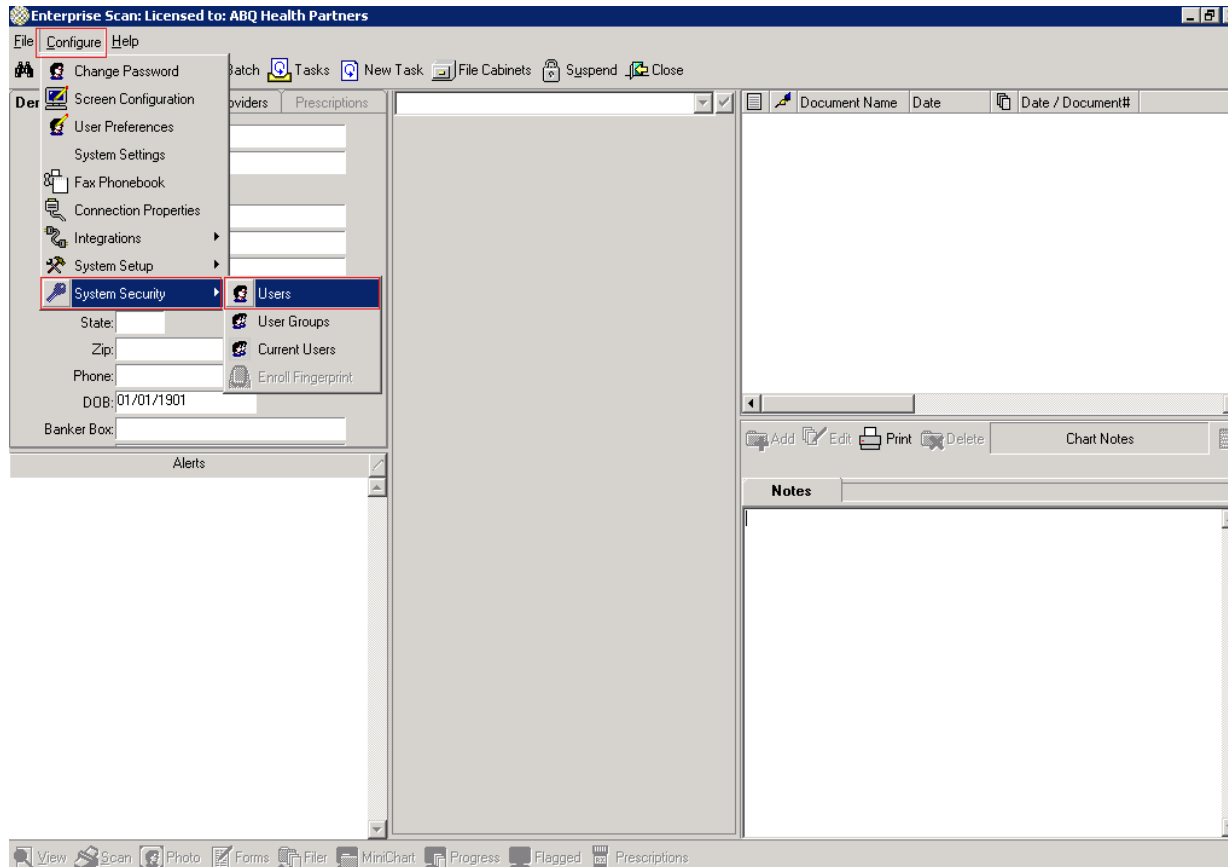 Enterprise Scan: Licensed to: ABQ Health Partners
File Configure Help
Batch Tasks New Task File Cabinets Suspend Close
Change Password
Screen Configuration
User Preferences
System Settings
Fax Phonebook
Connection Properties
Integrations
System Setup
System Security
Users
User Groups
Current Users
Enroll Fingerprint
Prescriptions
State:
Zip:
Phone:
DOB: 01/01/1901
Banker Box:
Alerts
Document Name Date Date / Document#
Add Edit Print Delete Chart Notes
Notes
View Scan Photo Forms Filer MiniChart Progress Flagged Prescriptions